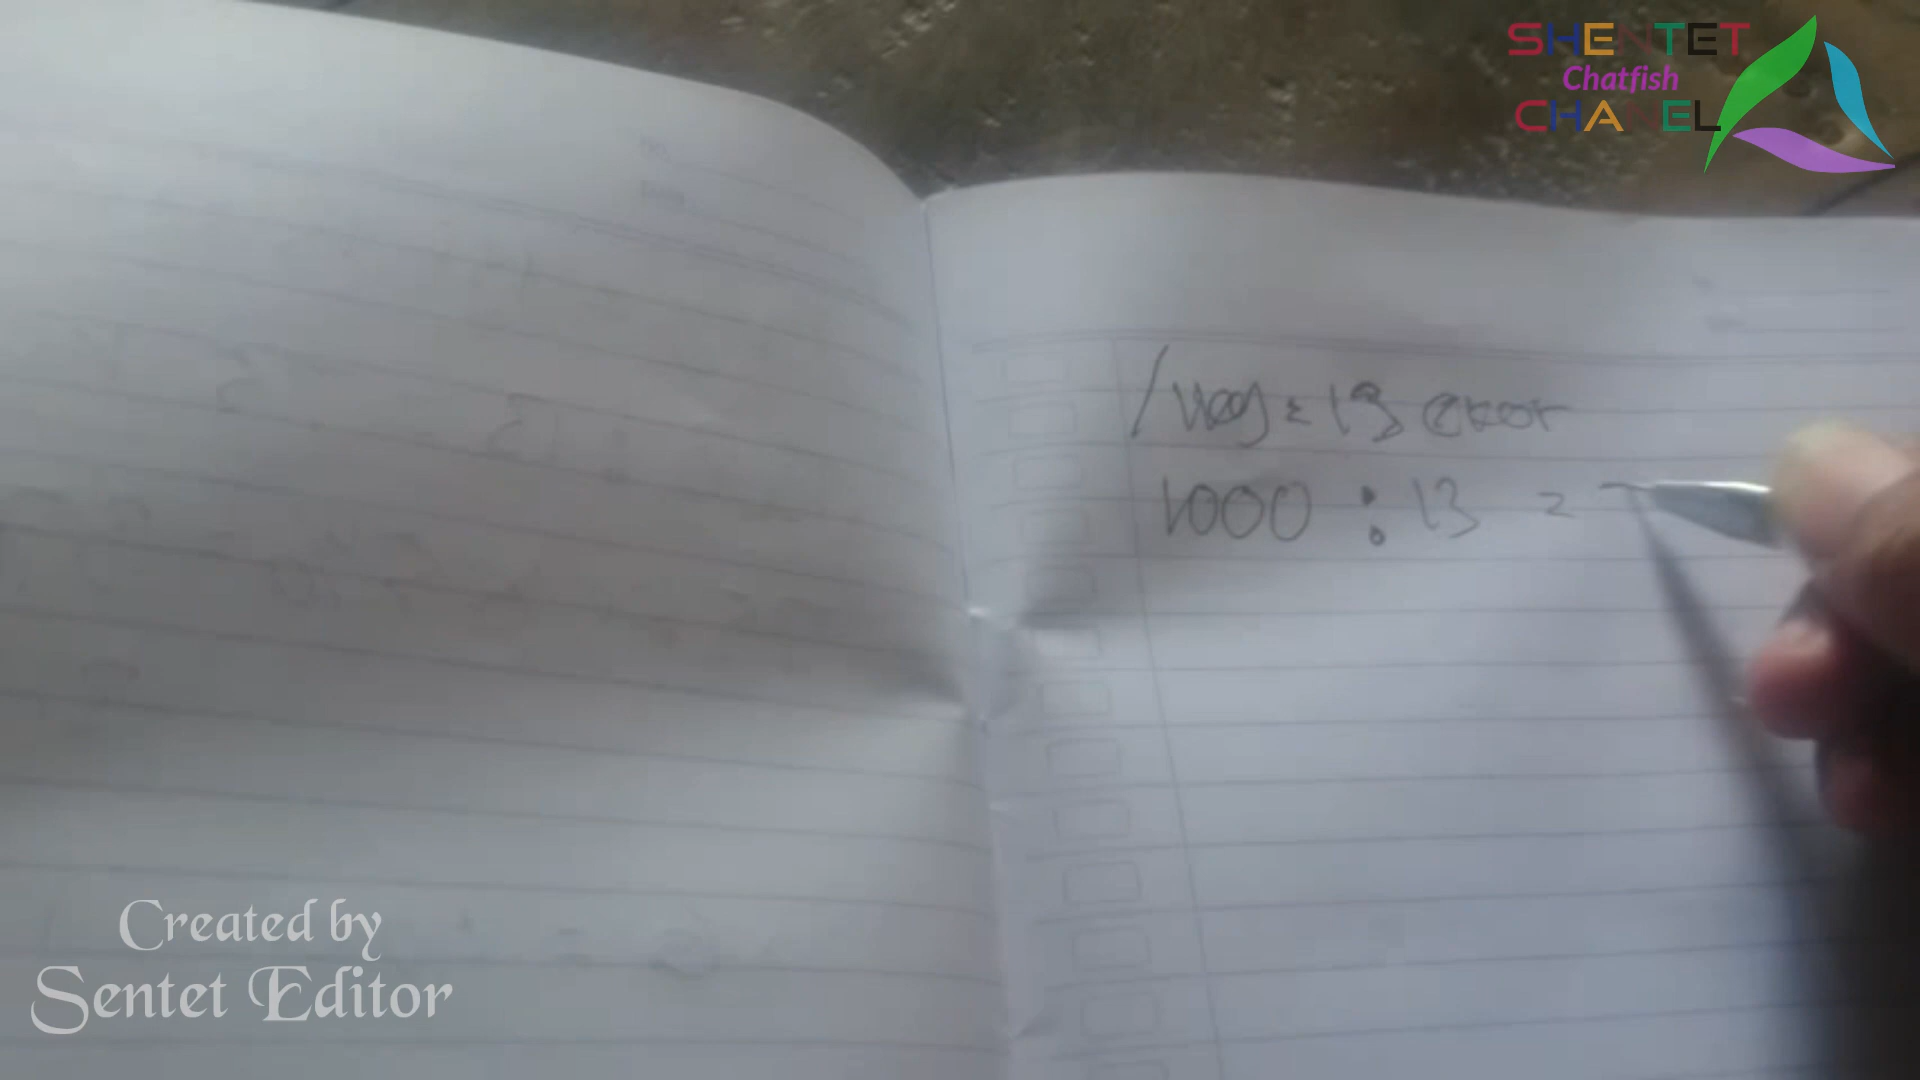 SHENTET
Chatfish
CHANEL
/1kg = 13 ekor
1000 : 13 =
Created by
Sentet Editor